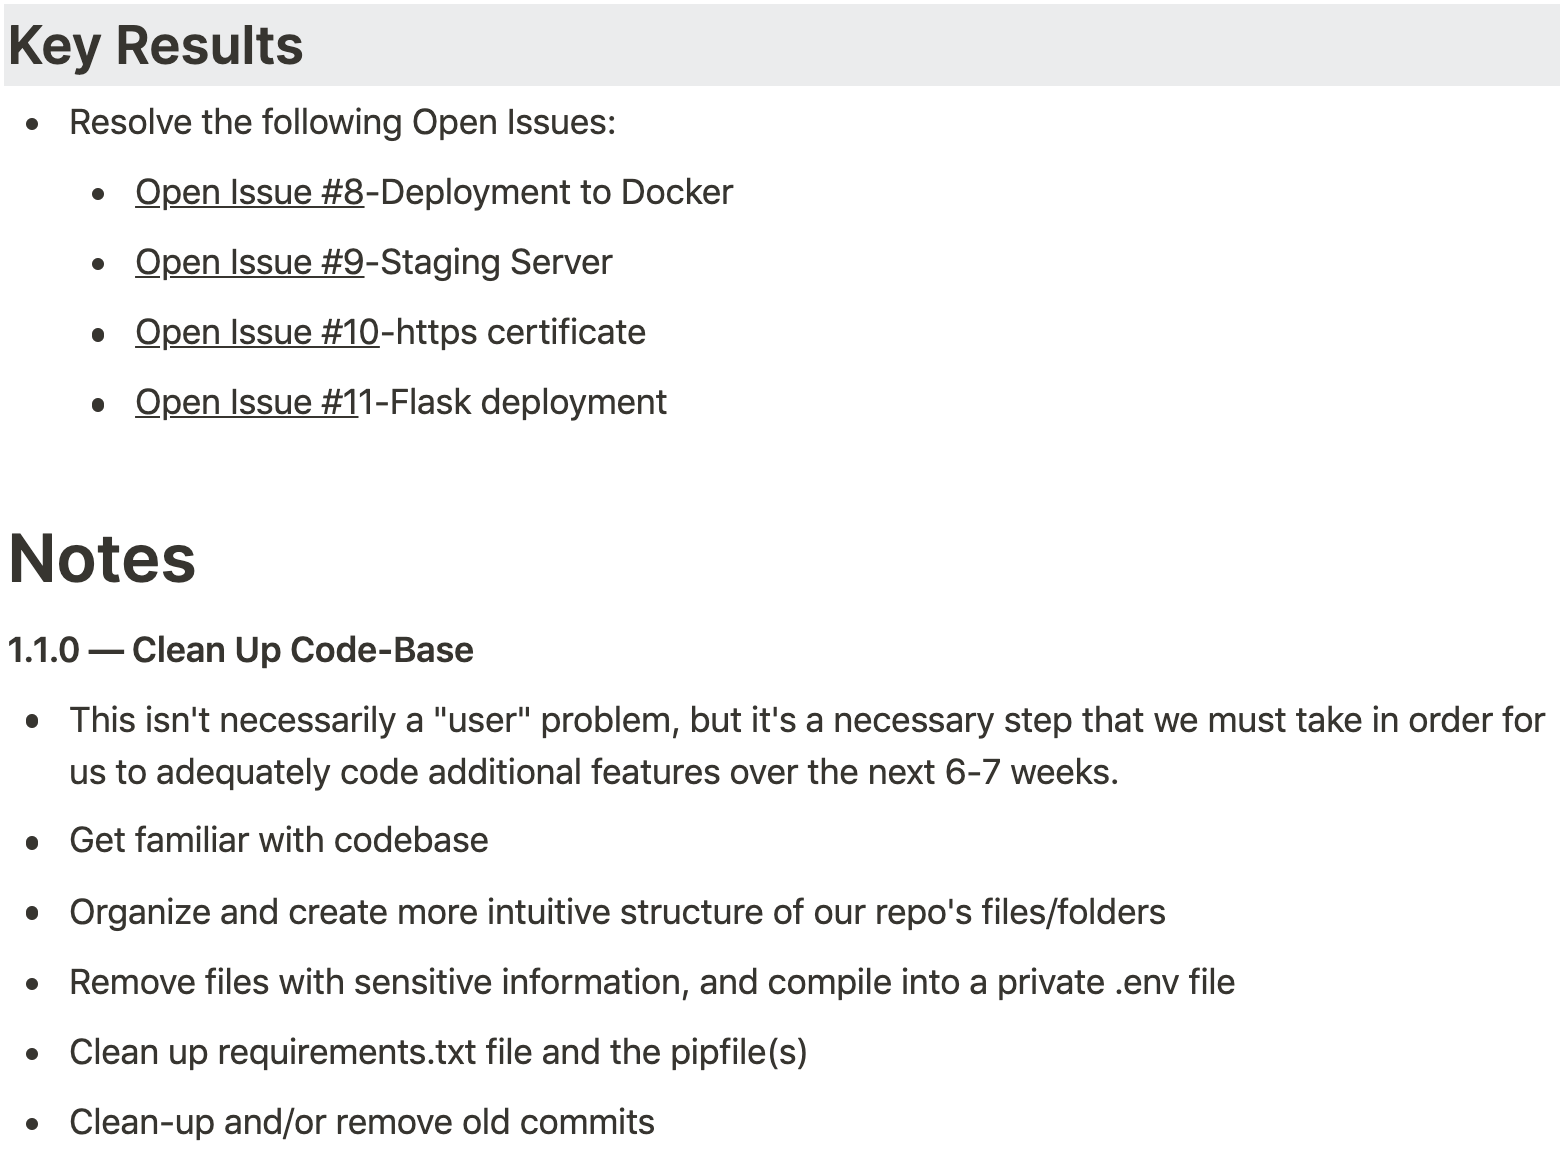 Key Results
Resolve the following Open Issues:
Open Issue #8-Deployment to Docker
Open Issue #9-Staging Server
Open Issue #10-https certificate
Open Issue #11-Flask deployment
Notes
1.1.0 — Clean Up Code-Base
This isn't necessarily a "user" problem, but it's a necessary step that we must take in order for
us to adequately code additional features over the next 6-7 weeks.
Get familiar with codebase
Organize and create more intuitive structure of our repo's files/folders
Remove files with sensitive information, and compile into a private .env file
Clean up requirements.txt file and the pipfile(s)
Clean-up and/or remove old commits